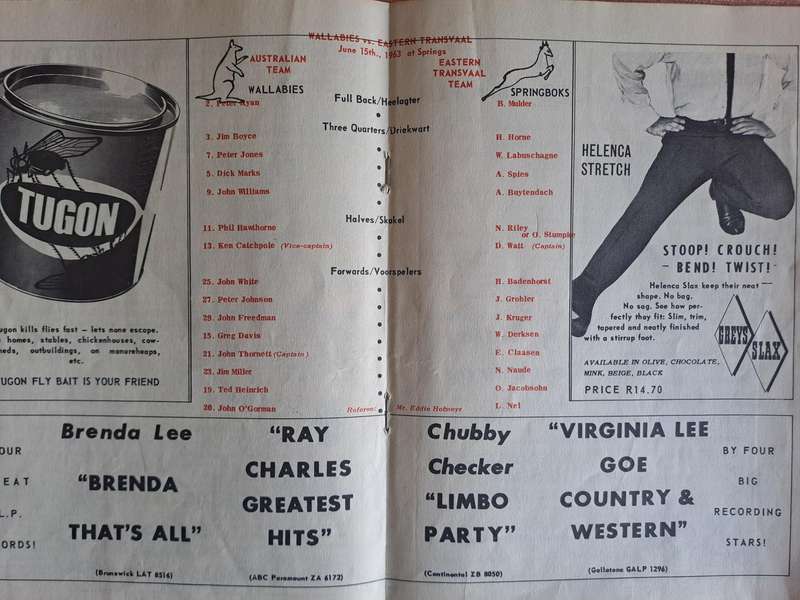 WALLABIES vs. EASTERN TRANSVAAL
June 15th., 1963 at Springs
AUSTRALIAN
TEAM
WALLABIES
EASTERN
TRANSVAAL
TEAM
SPRINGBOKS
Full Back/Heelagter
2. Peter Ryan
B. Mulder
Three Quarters/Driekwart
3. Jim Boyce
H. Horne
7. Peter Jones
W. Labuschagne
5. Dick Marks
A. Spies
9. John Williams
A. Buytendach
Halves/Skakel
11. Phil Hawthorne
N. Riley
or G. Stumpke
13. Ken Catchpole (Vice-captain)
D. Watt (Captain)
Forwards/Voorspelers
25. John White
H. Badenhorst
27. Peter Johnson
J. Grobler
28. John Freedman
J. Kruger
15. Greg Davis
W. Derksen
21. John Thornett (Captain)
E. Claasen
23. Jim Miller
N. Naude
19. Ted Heinrich
O. Jacobsohn
20. John O'Gorman
L. Nel
Referee: Mr. Eddie Hofmeyr
TUGON
ugon kills flies fast — lets none escape.
homes, stables, chickenhouses, cow-
heds, outbuildings, on manureheaps,
etc.
TUGON FLY BAIT IS YOUR FRIEND
HELENCA
STRETCH
STOOP! CROUCH!
- BEND! TWIST! -
Helenca Slax keep their neat
shape. No bag.
No sag. See how per-
fectly they fit: Slim, trim,
tapered and neatly finished
with a stirrup foot.
GREYS SLAX
AVAILABLE IN OLIVE, CHOCOLATE,
MINK, BEIGE, BLACK
PRICE R14.70
OUR
EAT
L.P.
ORDS!
Brenda Lee
"BRENDA
THAT'S ALL"
(Brunswick LAT 8516)
"RAY
CHARLES
GREATEST
HITS"
(ABC Paramount ZA 6172)
Chubby
Checker
"LIMBO
PARTY"
(Continental ZB 8050)
"VIRGINIA LEE
GOE
COUNTRY &
WESTERN"
(Gallotone GALP 1296)
BY FOUR
BIG
RECORDING
STARS!